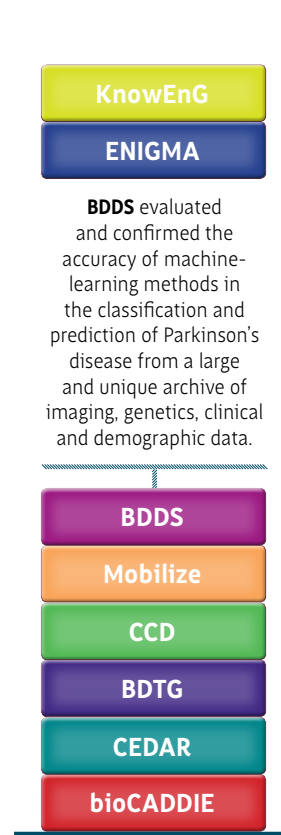 KnowEnG
ENIGMA
BDDS evaluated
and confirmed the
accuracy of machine-
learning methods in
the classification and
prediction of Parkinson's
disease from a large
and unique archive of
imaging, genetics, clinical
and demographic data.
BDDS
Mobilize
CCD
BDTG
CEDAR
bioCADDIE